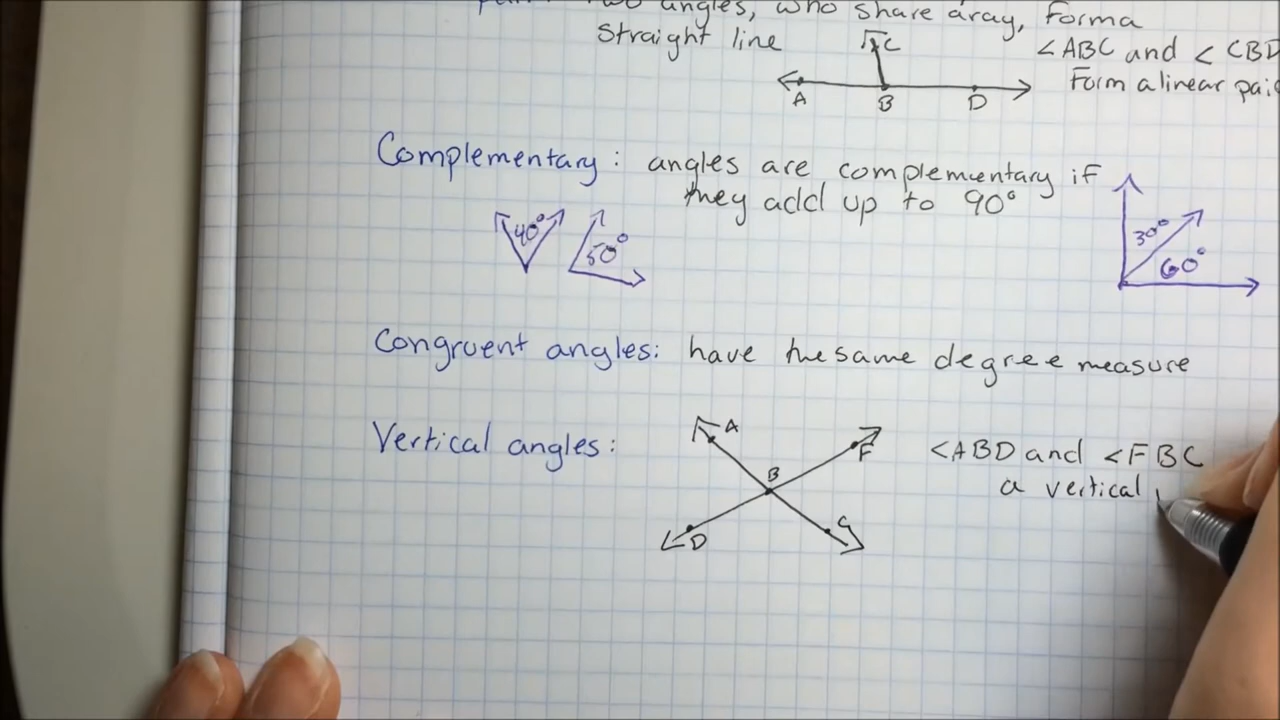 two angles, who share a ray, form a
straight line
C
<ABC and < CBD
A
B
D
Form a linear pair
Complementary : angles are complementary if
they add up to 90°
40°
50°
30°
60°
Congruent angles: have the same degree measure
Vertical angles:
A
F
B
D
C
<ABD and <FBC
a vertical